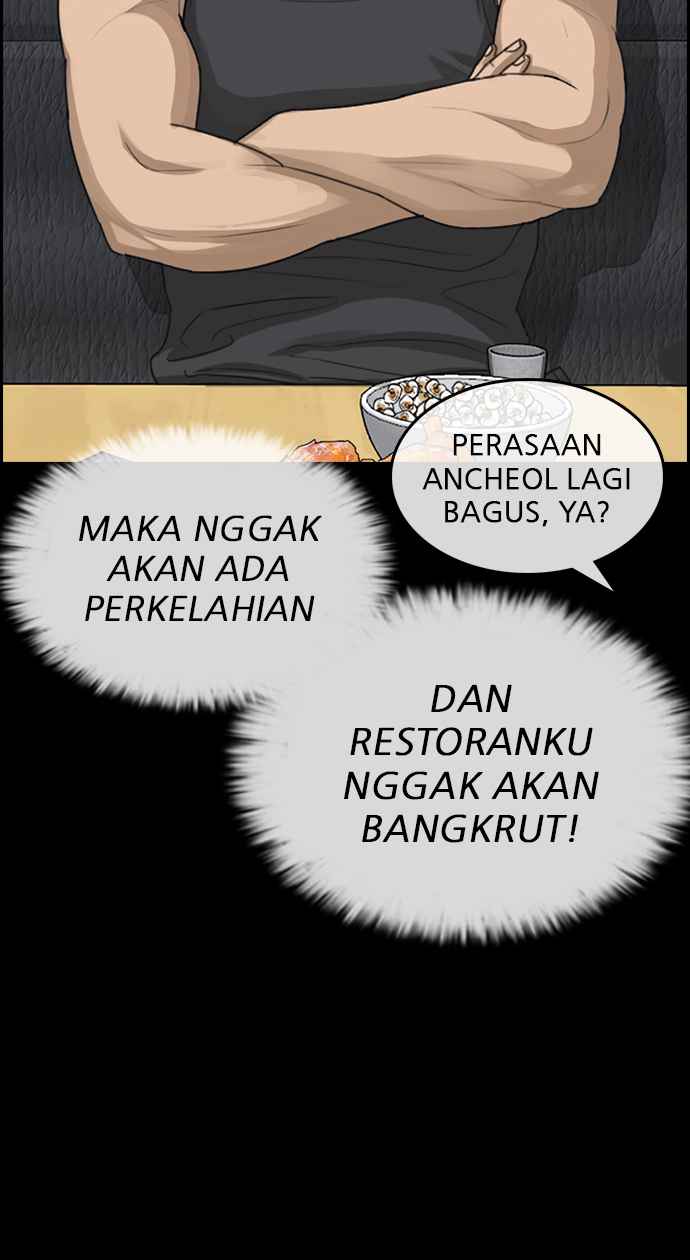 PERASAAN
ANCHEOL LAGI
BAGUS, YA?
MAKA NGGAK
AKAN ADA
PERKELAHIAN
DAN
RESTORANKU
NGGAK AKAN
BANGKRUT!